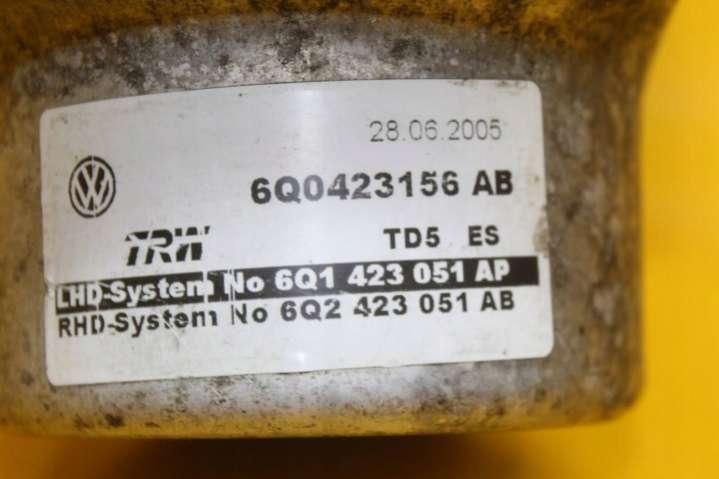 28.06.2005
6Q0423156 AB
TRW TD5 ES
LHD-System No 6Q1 423 051 AP
RHD-System No 6Q2 423 051 AB